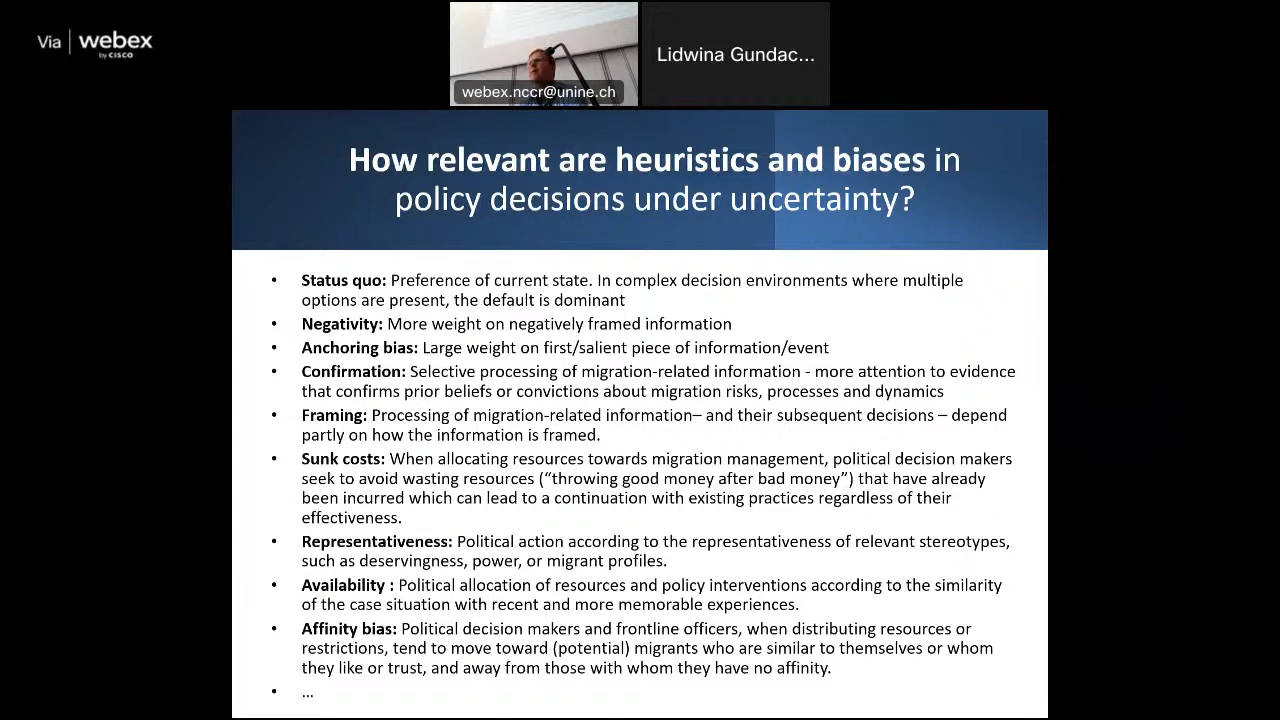 Via webex
by CISCO
webex.nccr@unine.ch
Lidwina Gundac...
How relevant are heuristics and biases in
policy decisions under uncertainty?
• Status quo: Preference of current state. In complex decision environments where multiple
options are present, the default is dominant
• Negativity: More weight on negatively framed information
• Anchoring bias: Large weight on first/salient piece of information/event
• Confirmation: Selective processing of migration-related information - more attention to evidence
that confirms prior beliefs or convictions about migration risks, processes and dynamics
• Framing: Processing of migration-related information– and their subsequent decisions – depend
partly on how the information is framed.
• Sunk costs: When allocating resources towards migration management, political decision makers
seek to avoid wasting resources (“throwing good money after bad money”) that have already
been incurred which can lead to a continuation with existing practices regardless of their
effectiveness.
• Representativeness: Political action according to the representativeness of relevant stereotypes,
such as deservingness, power, or migrant profiles.
• Availability : Political allocation of resources and policy interventions according to the similarity
of the case situation with recent and more memorable experiences.
• Affinity bias: Political decision makers and frontline officers, when distributing resources or
restrictions, tend to move toward (potential) migrants who are similar to themselves or whom
they like or trust, and away from those with whom they have no affinity.
• ...